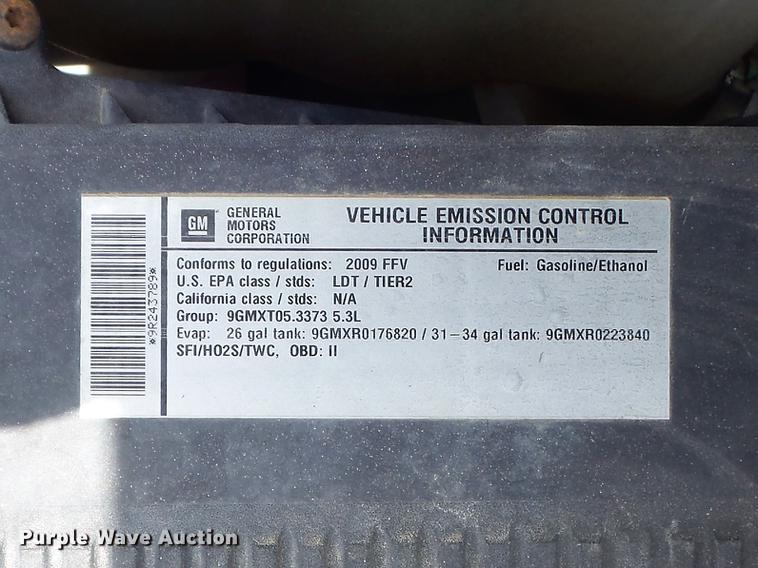 GM
GENERAL
MOTORS
CORPORATION
VEHICLE EMISSION CONTROL
INFORMATION
*9R243789*
Conforms to regulations: 2009 FFV Fuel: Gasoline/Ethanol
U.S. EPA class / stds: LDT / TIER2
California class / stds: N/A
Group: 9GMXT05.3373 5.3L
Evap: 26 gal tank: 9GMXR0176820 / 31-34 gal tank: 9GMXR0223840
SFI/HO2S/TWC, OBD: II
Purple Wave Auction